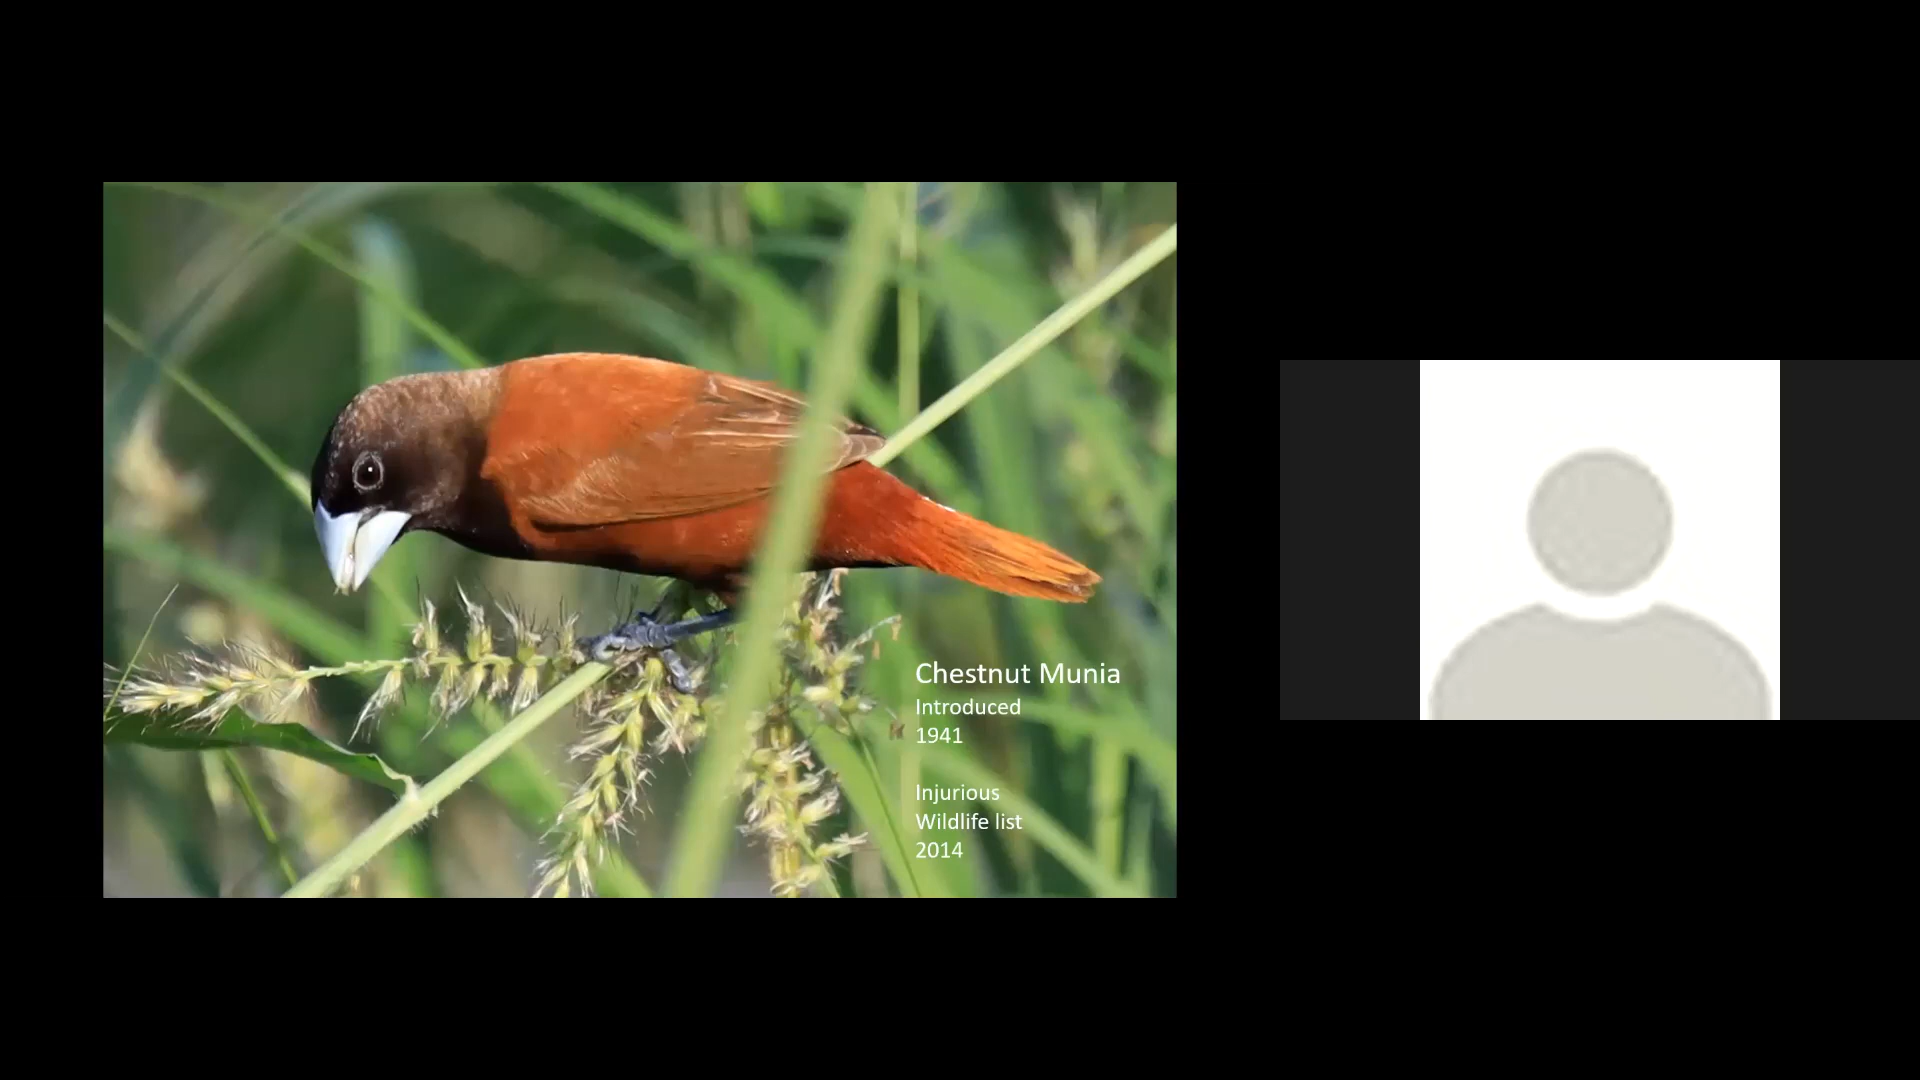 Chestnut Munia
Introduced
1941
Injurious
Wildlife list
2014